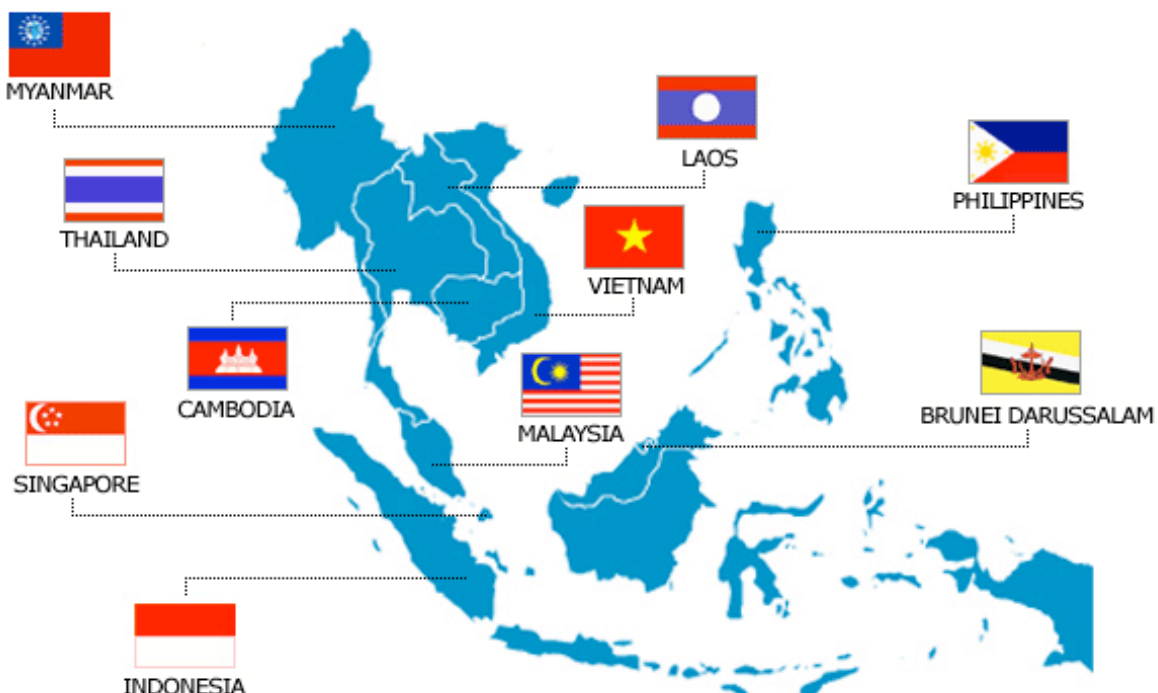 MYANMAR
LAOS
PHILIPPINES
THAILAND
VIETNAM
CAMBODIA
MALAYSIA
BRUNEI DARUSSALAM
SINGAPORE
INDONESIA